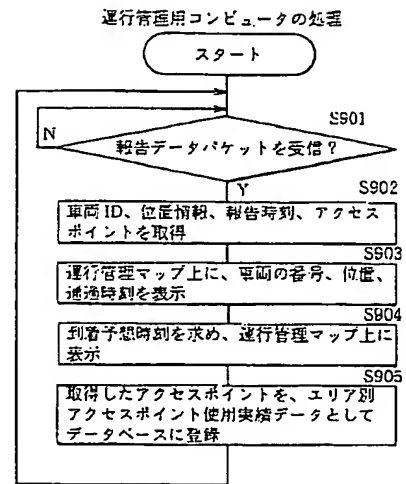 運行管理用コンピュータの処理
スタート
S901
N
報告データパケットを受信？
Y
S902
車両ID、位置情報、報告時刻、アクセス
ポイントを取得
S903
運行管理マップ上に、車両の番号、位置、
通過時刻を表示
S904
到着予想時刻を求め、運行管理マップ上に
表示
S905
取得したアクセスポイントを、エリア別
アクセスポイント使用実績データとして
データベースに登録